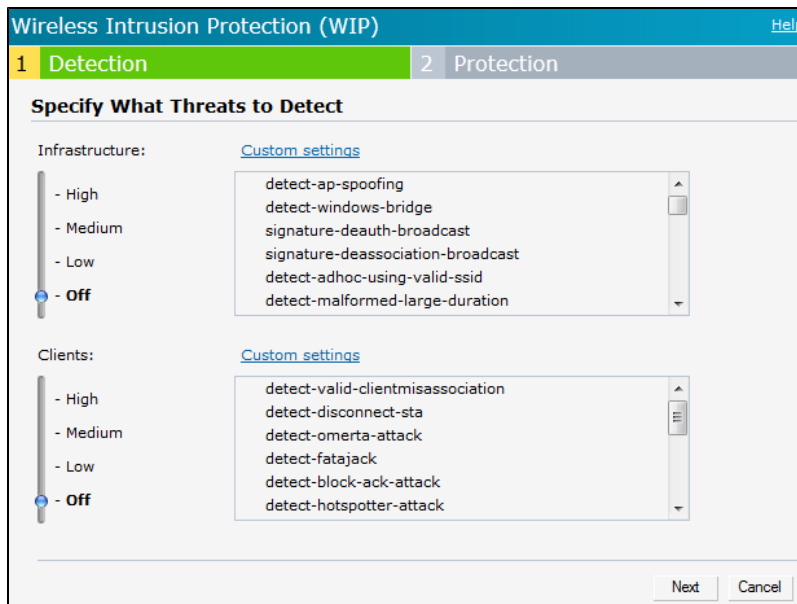 Wireless Intrusion Protection (WIP) Help
1 Detection 2 Protection
Specify What Threats to Detect
Infrastructure: Custom settings
- High
- Medium
- Low
- Off
detect-ap-spoofing
detect-windows-bridge
signature-deauth-broadcast
signature-deassociation-broadcast
detect-adhoc-using-valid-ssid
detect-malformed-large-duration
Clients: Custom settings
- High
- Medium
- Low
- Off
detect-valid-clientmisassociation
detect-disconnect-sta
detect-omerta-attack
detect-fatajack
detect-block-ack-attack
detect-hotspotter-attack
Next Cancel